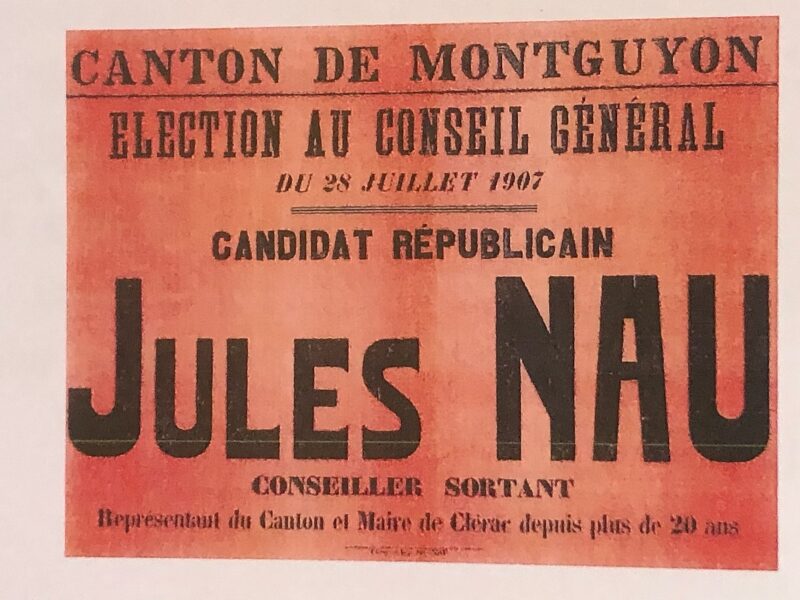 CANTON DE MONTGUYON
ELECTION AU CONSEIL GÉNÉRAL
DU 28 JUILLET 1907
CANDIDAT RÉPUBLICAIN
JULES NAU
CONSEILLER SORTANT
Représentant du Canton et Maire de Clérac depuis plus de 20 ans